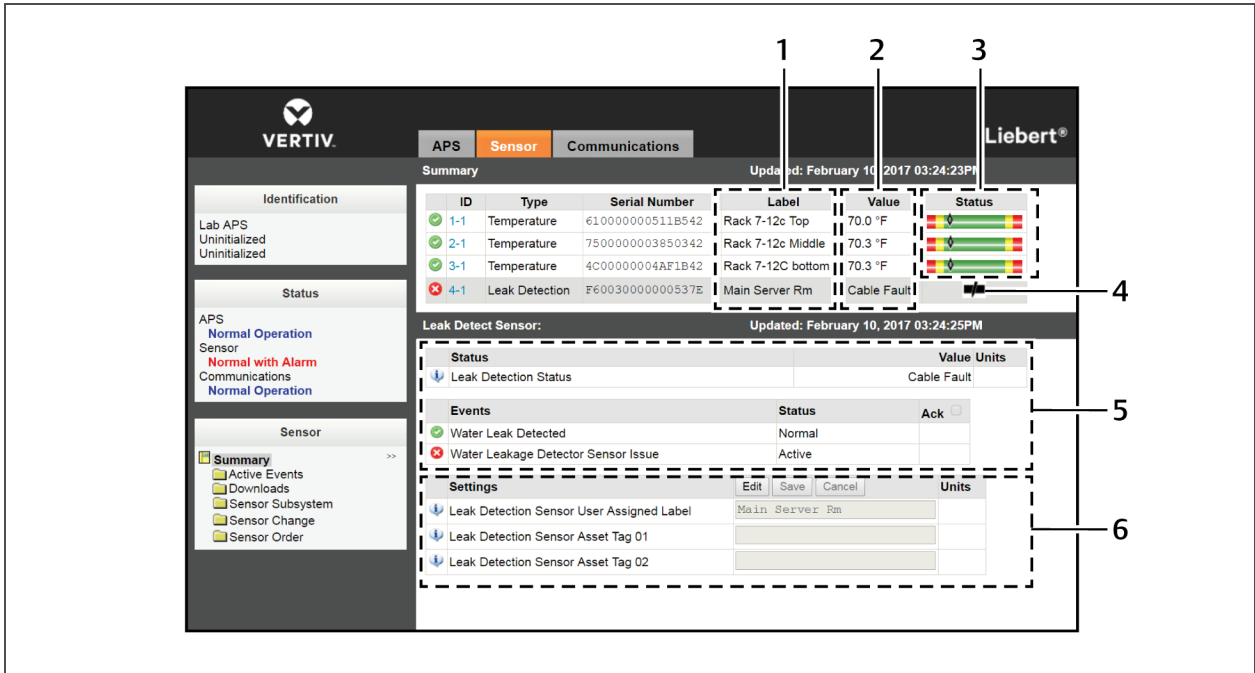 1 2 3
VERTIV.
Liebert®
APS Sensor Communications
Summary Updated: February 10, 2017 03:24:23PM
Identification
Lab APS
Uninitialized
Uninitialized
ID Type Serial Number Label Value Status
1-1 Temperature 610000000511B542 Rack 7-12c Top 70.0 °F
2-1 Temperature 7500000003850342 Rack 7-12c Middle 70.3 °F
3-1 Temperature 4C00000004AF1B42 Rack 7-12C bottom 70.3 °F
4-1 Leak Detection F60030000000537E Main Server Rm Cable Fault
4
Status
APS
Normal Operation
Sensor
Normal with Alarm
Communications
Normal Operation
Leak Detect Sensor: Updated: February 10, 2017 03:24:25PM
Status Value Units
Leak Detection Status Cable Fault
Events Status Ack
Water Leak Detected Normal
Water Leakage Detector Sensor Issue Active
5
Sensor
Summary >>
Active Events
Downloads
Sensor Subsystem
Sensor Change
Sensor Order
Settings Edit Save Cancel Units
Leak Detection Sensor User Assigned Label Main Server Rm
Leak Detection Sensor Asset Tag 01
Leak Detection Sensor Asset Tag 02
6